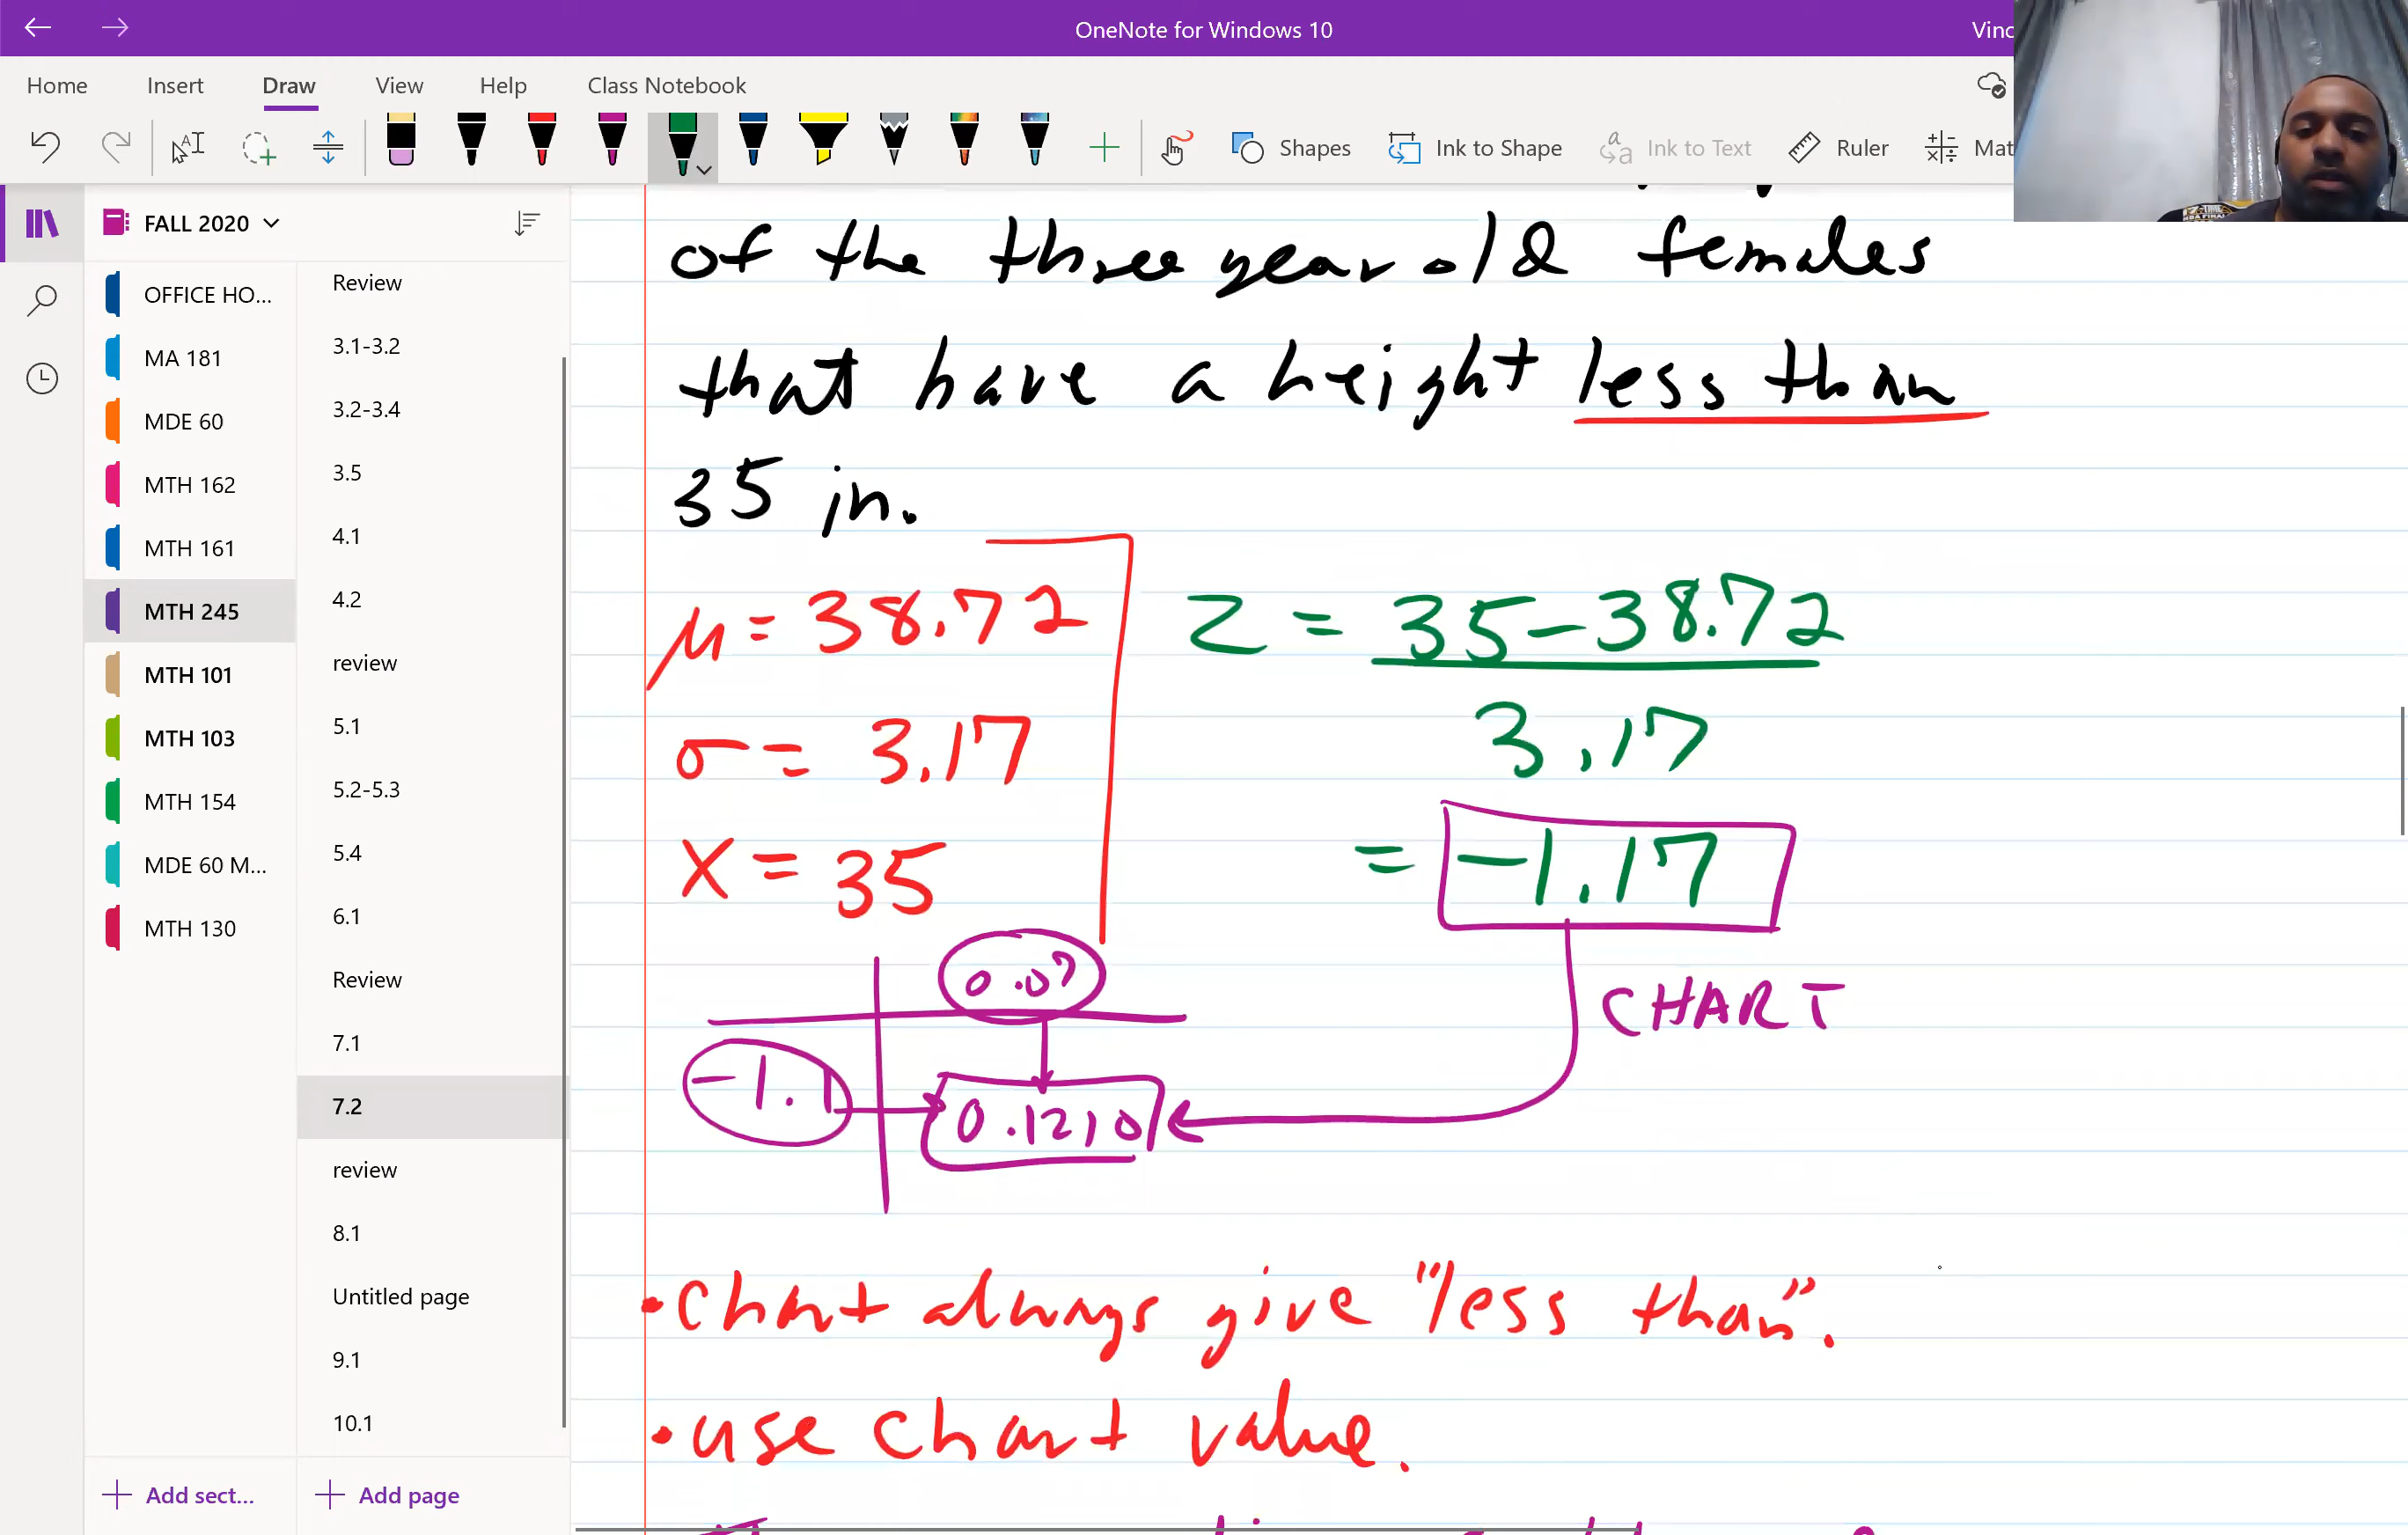 OneNote for Windows 10
Vinc
Home Insert Draw View Help Class Notebook
Shapes Ink to Shape Ink to Text Ruler Mat
FALL 2020
OFFICE HO...
MA 181
MDE 60
MTH 162
MTH 161
MTH 245
MTH 101
MTH 103
MTH 154
MDE 60 M...
MTH 130
Add sect...
Review
3.1-3.2
3.2-3.4
3.5
4.1
4.2
review
5.1
5.2-5.3
5.4
6.1
Review
7.1
7.2
review
8.1
Untitled page
9.1
10.1
Add page
of the three year old females
that have a height less than
35 in.
μ = 38.72
σ = 3.17
x = 35
z = 35 - 38.72
3.17
= -1.17
CHART
0.07
-1.1 0.1210
• Chart always give "less than".
• use chart value.